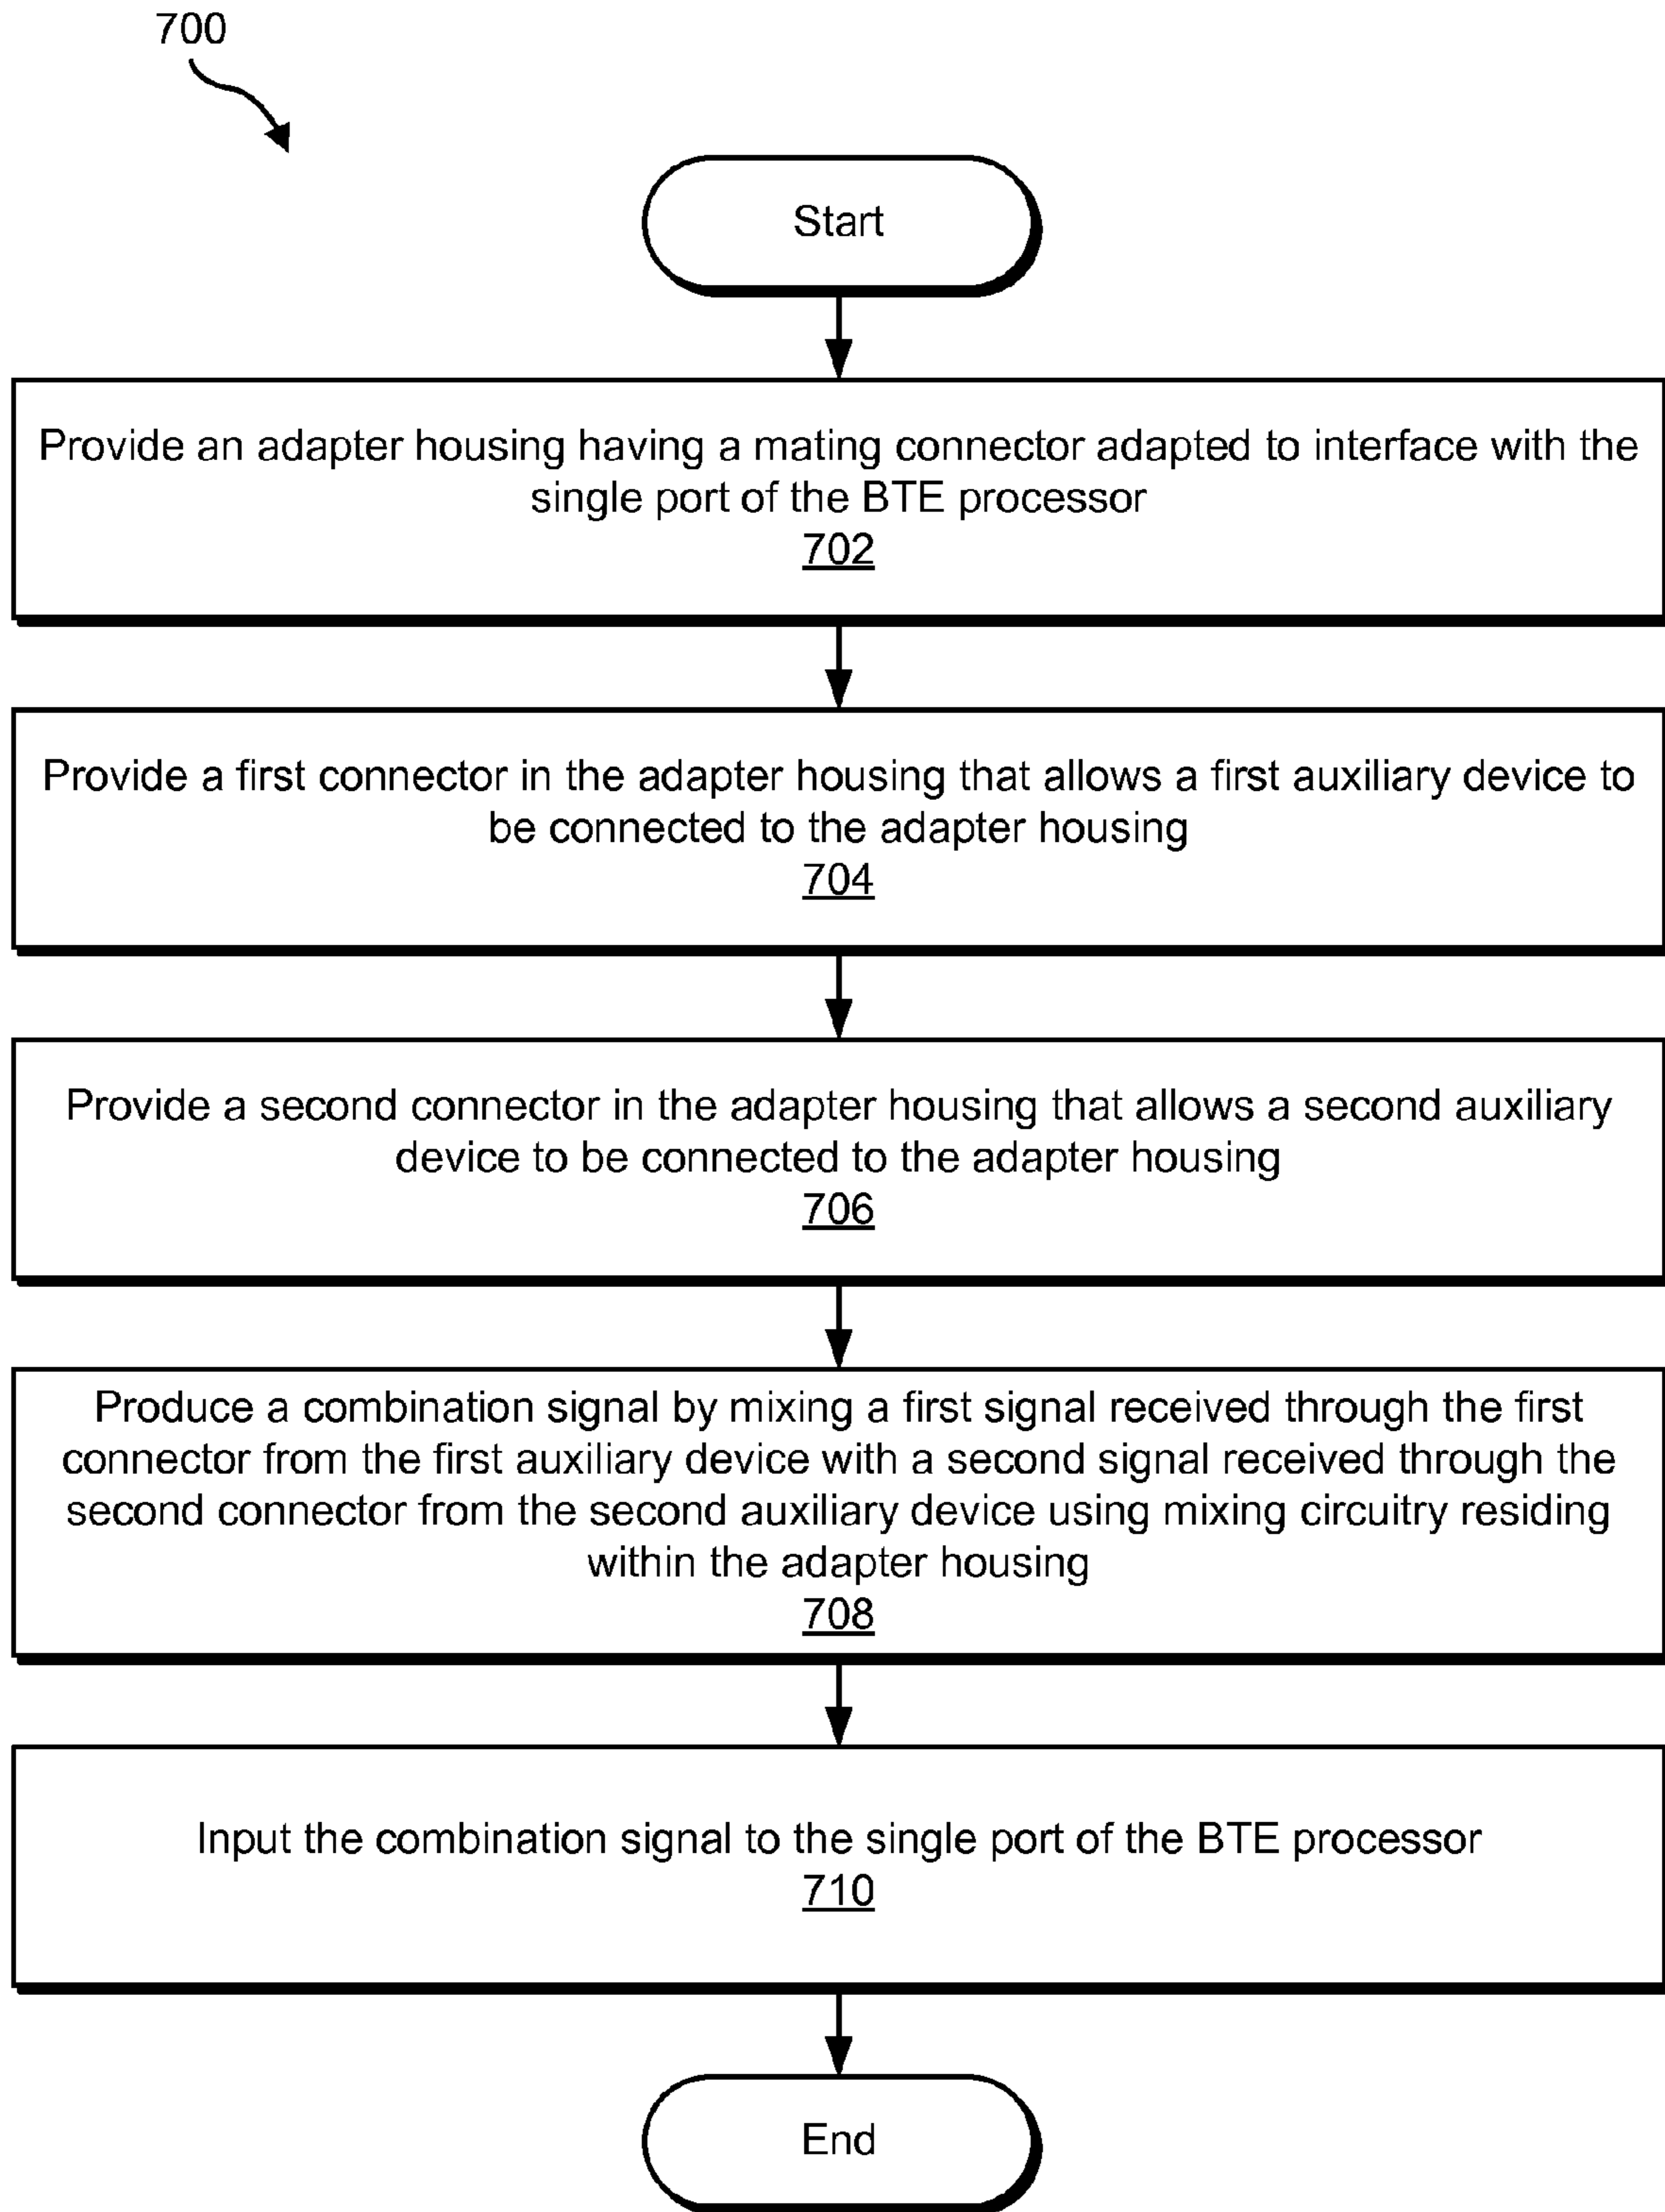 700
Start
Provide an adapter housing having a mating connector adapted to interface with the
single port of the BTE processor
702
Provide a first connector in the adapter housing that allows a first auxiliary device to
be connected to the adapter housing
704
Provide a second connector in the adapter housing that allows a second auxiliary
device to be connected to the adapter housing
706
Produce a combination signal by mixing a first signal received through the first
connector from the first auxiliary device with a second signal received through the
second connector from the second auxiliary device using mixing circuitry residing
within the adapter housing
708
Input the combination signal to the single port of the BTE processor
710
End